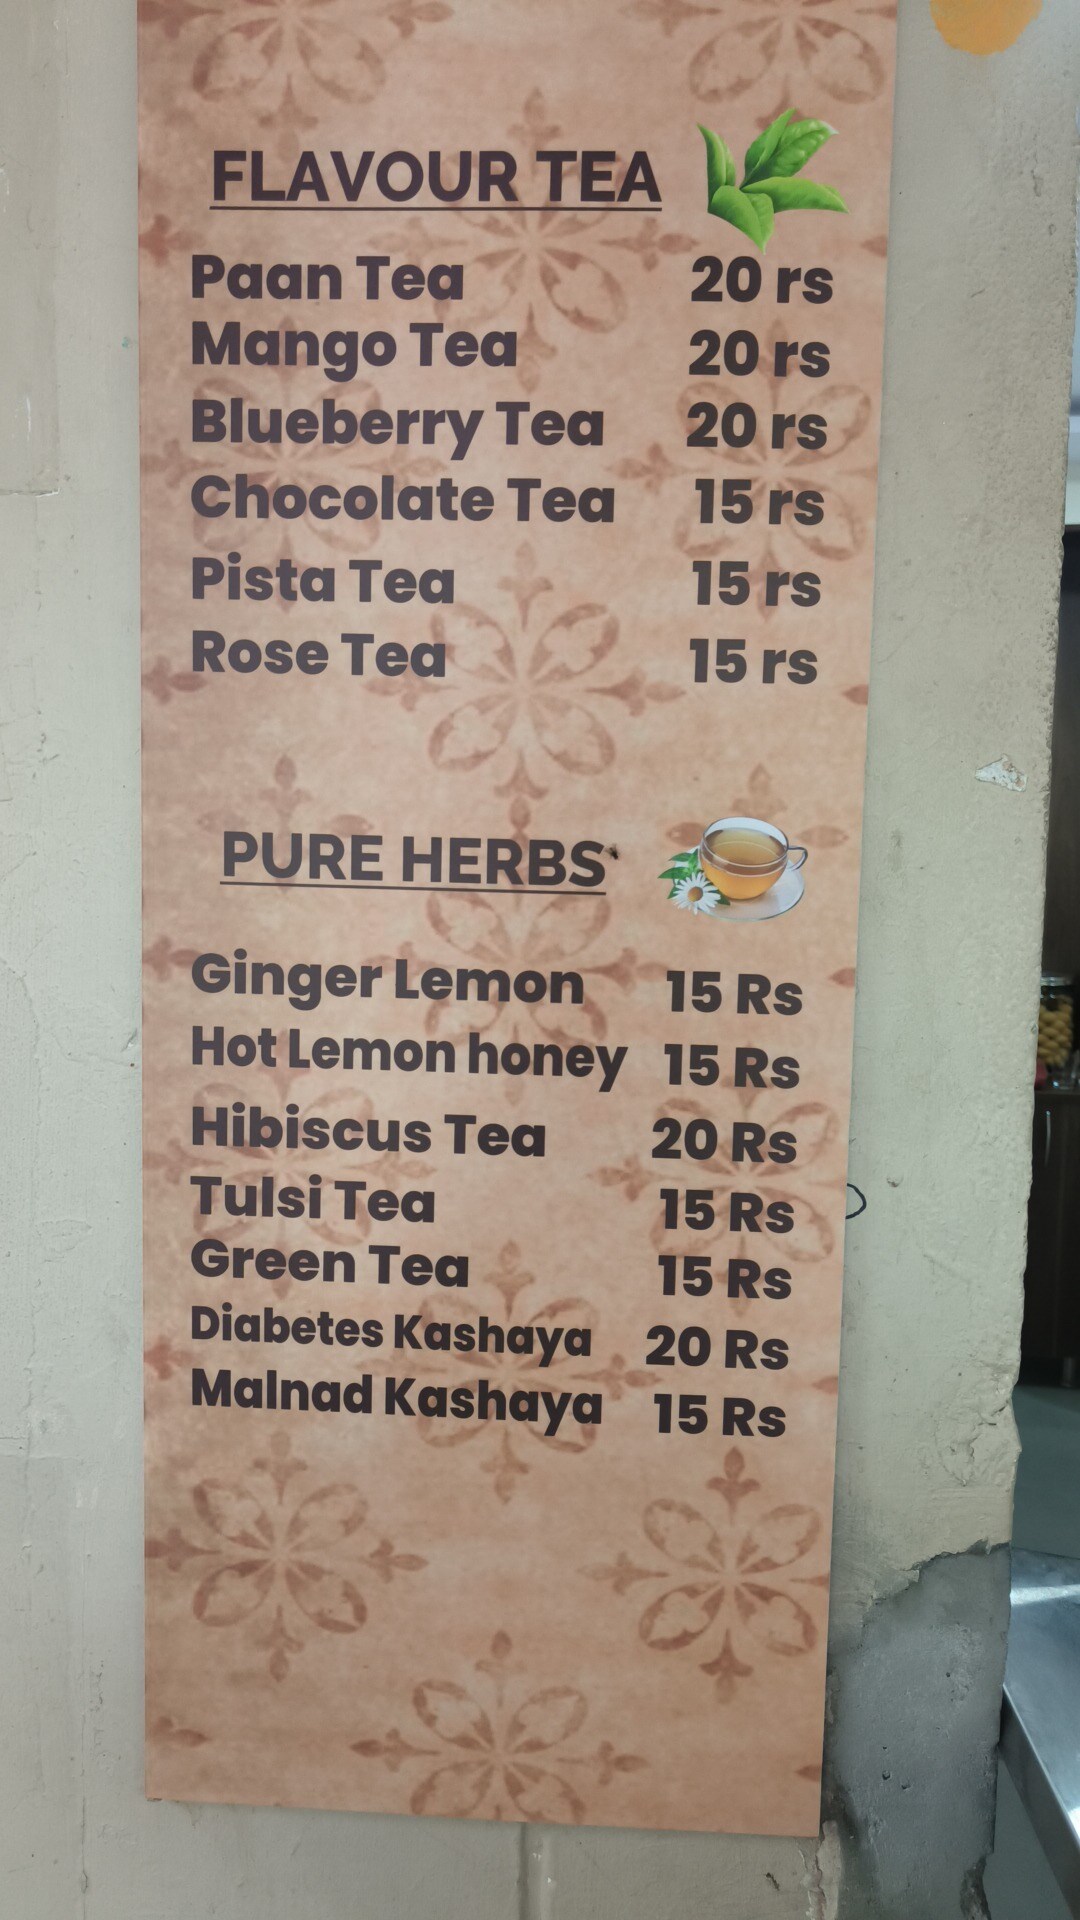 FLAVOUR TEA
Paan Tea 20 rs
Mango Tea 20 rs
Blueberry Tea 20 rs
Chocolate Tea 15 rs
Pista Tea 15 rs
Rose Tea 15 rs
PURE HERBS
Ginger Lemon 15 Rs
Hot Lemon honey 15 Rs
Hibiscus Tea 20 Rs
Tulsi Tea 15 Rs
Green Tea 15 Rs
Diabetes Kashaya 20 Rs
Malnad Kashaya 15 Rs